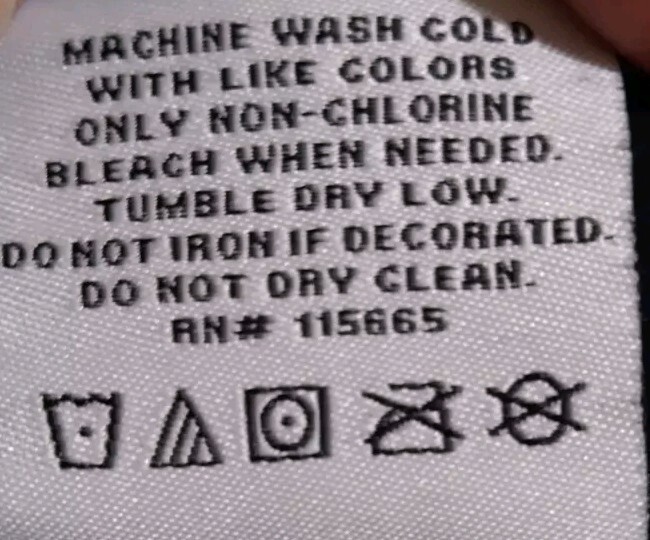 MACHINE WASH COLD
WITH LIKE COLORS
ONLY NON-CHLORINE
BLEACH WHEN NEEDED.
TUMBLE DRY LOW.
DO NOT IRON IF DECORATED.
DO NOT DRY CLEAN.
RN# 115665